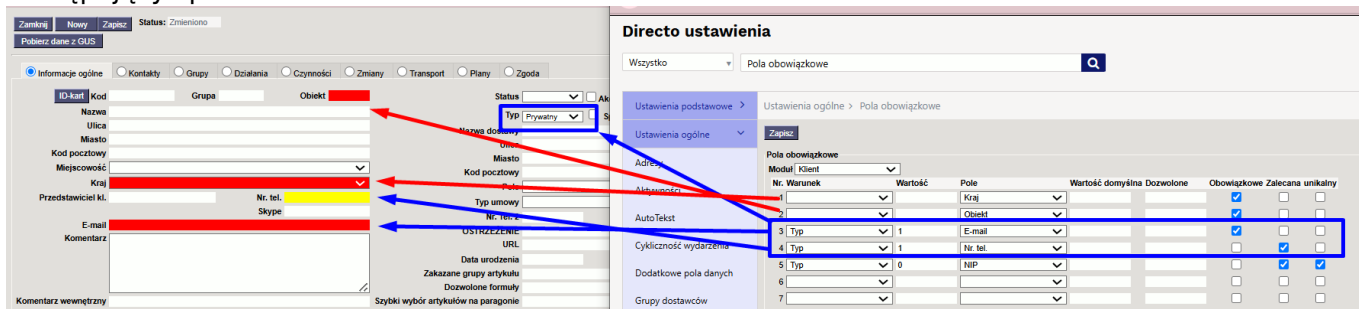 Zamknij Nowy Zapisz Status: Zmieniono
Pobierz dane z GUS
Informacje ogólne Kontakty Grupy Działania Czynności Zmiany Transport Plany Zgoda
ID-kart Kod Grupa Obiekt Status
Nazwa Typ Prywatny
Ulica Nazwa dostawy
Miasto Ulica
Kod pocztowy Miasto
Miejscowość Kod pocztowy
Kraj
Przedstawiciel kl. Nr. tel. Typ umowy
Skype Nr. Tel. 2
E-mail OSTRZEŻENIE
Komentarz URL
Data urodzenia
Zakazane grupy artykułu
Dozwolone formuły
Komentarz wewnętrzny Szybki wybór artykułów na paragonie
Directo ustawienia
Wszystko Pola obowiązkowe
Ustawienia podstawowe
Ustawienia ogólne
Adresy
Aktywności
AutoTekst
Cykliczność wydarzenia
Dodatkowe pola danych
Grupy dostawców
Ustawienia ogólne > Pola obowiązkowe
Zapisz
Pola obowiązkowe
Moduł Klient
Nr. Warunek Wartość Pole Wartość domyślna Dozwolone Obowiązkowe Zalecana unikalny
1 Kraj
2 Obiekt
3 Typ 1 E-mail
4 Typ 1 Nr. tel.
5 Typ 0 NIP
6
7